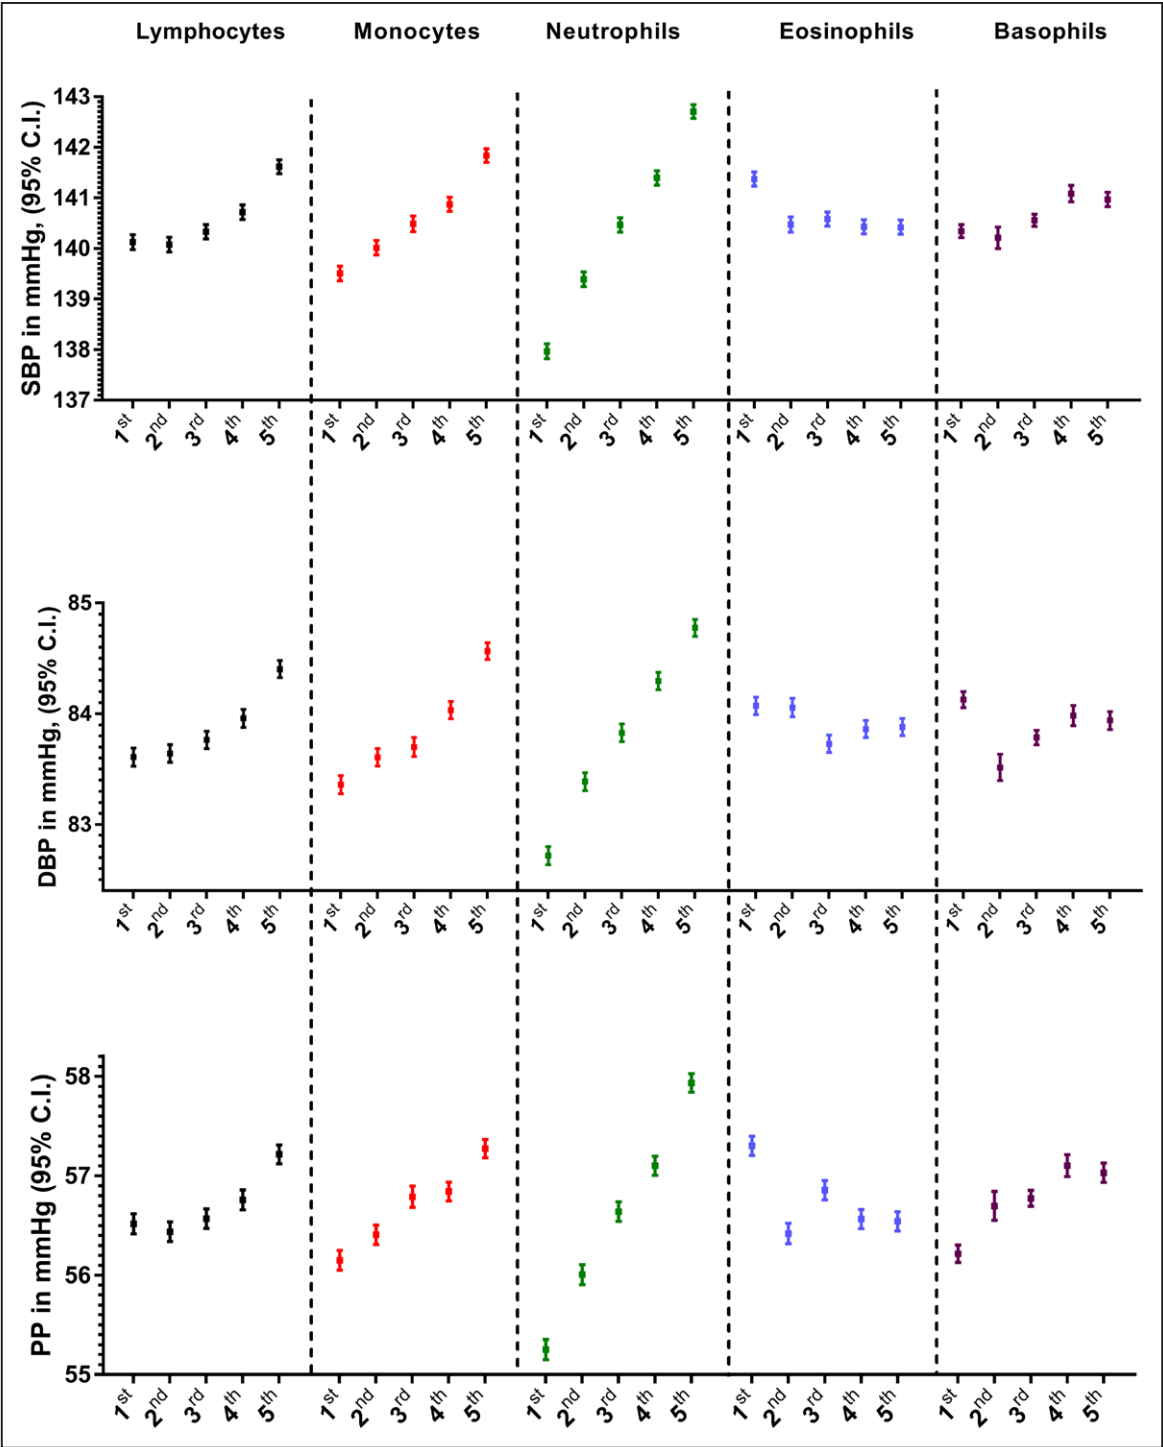 Lymphocytes Monocytes Neutrophils Eosinophils Basophils
SBP in mmHg, (95% C.I.)
143
142
141
140
139
138
137
1st 2nd 3rd 4th 5th 1st 2nd 3rd 4th 5th 1st 2nd 3rd 4th 5th 1st 2nd 3rd 4th 5th 1st 2nd 3rd 4th 5th
DBP in mmHg, (95% C.I.)
85
84
83
1st 2nd 3rd 4th 5th 1st 2nd 3rd 4th 5th 1st 2nd 3rd 4th 5th 1st 2nd 3rd 4th 5th 1st 2nd 3rd 4th 5th
PP in mmHg (95% C.I.)
58
57
56
55
1st 2nd 3rd 4th 5th 1st 2nd 3rd 4th 5th 1st 2nd 3rd 4th 5th 1st 2nd 3rd 4th 5th 1st 2nd 3rd 4th 5th